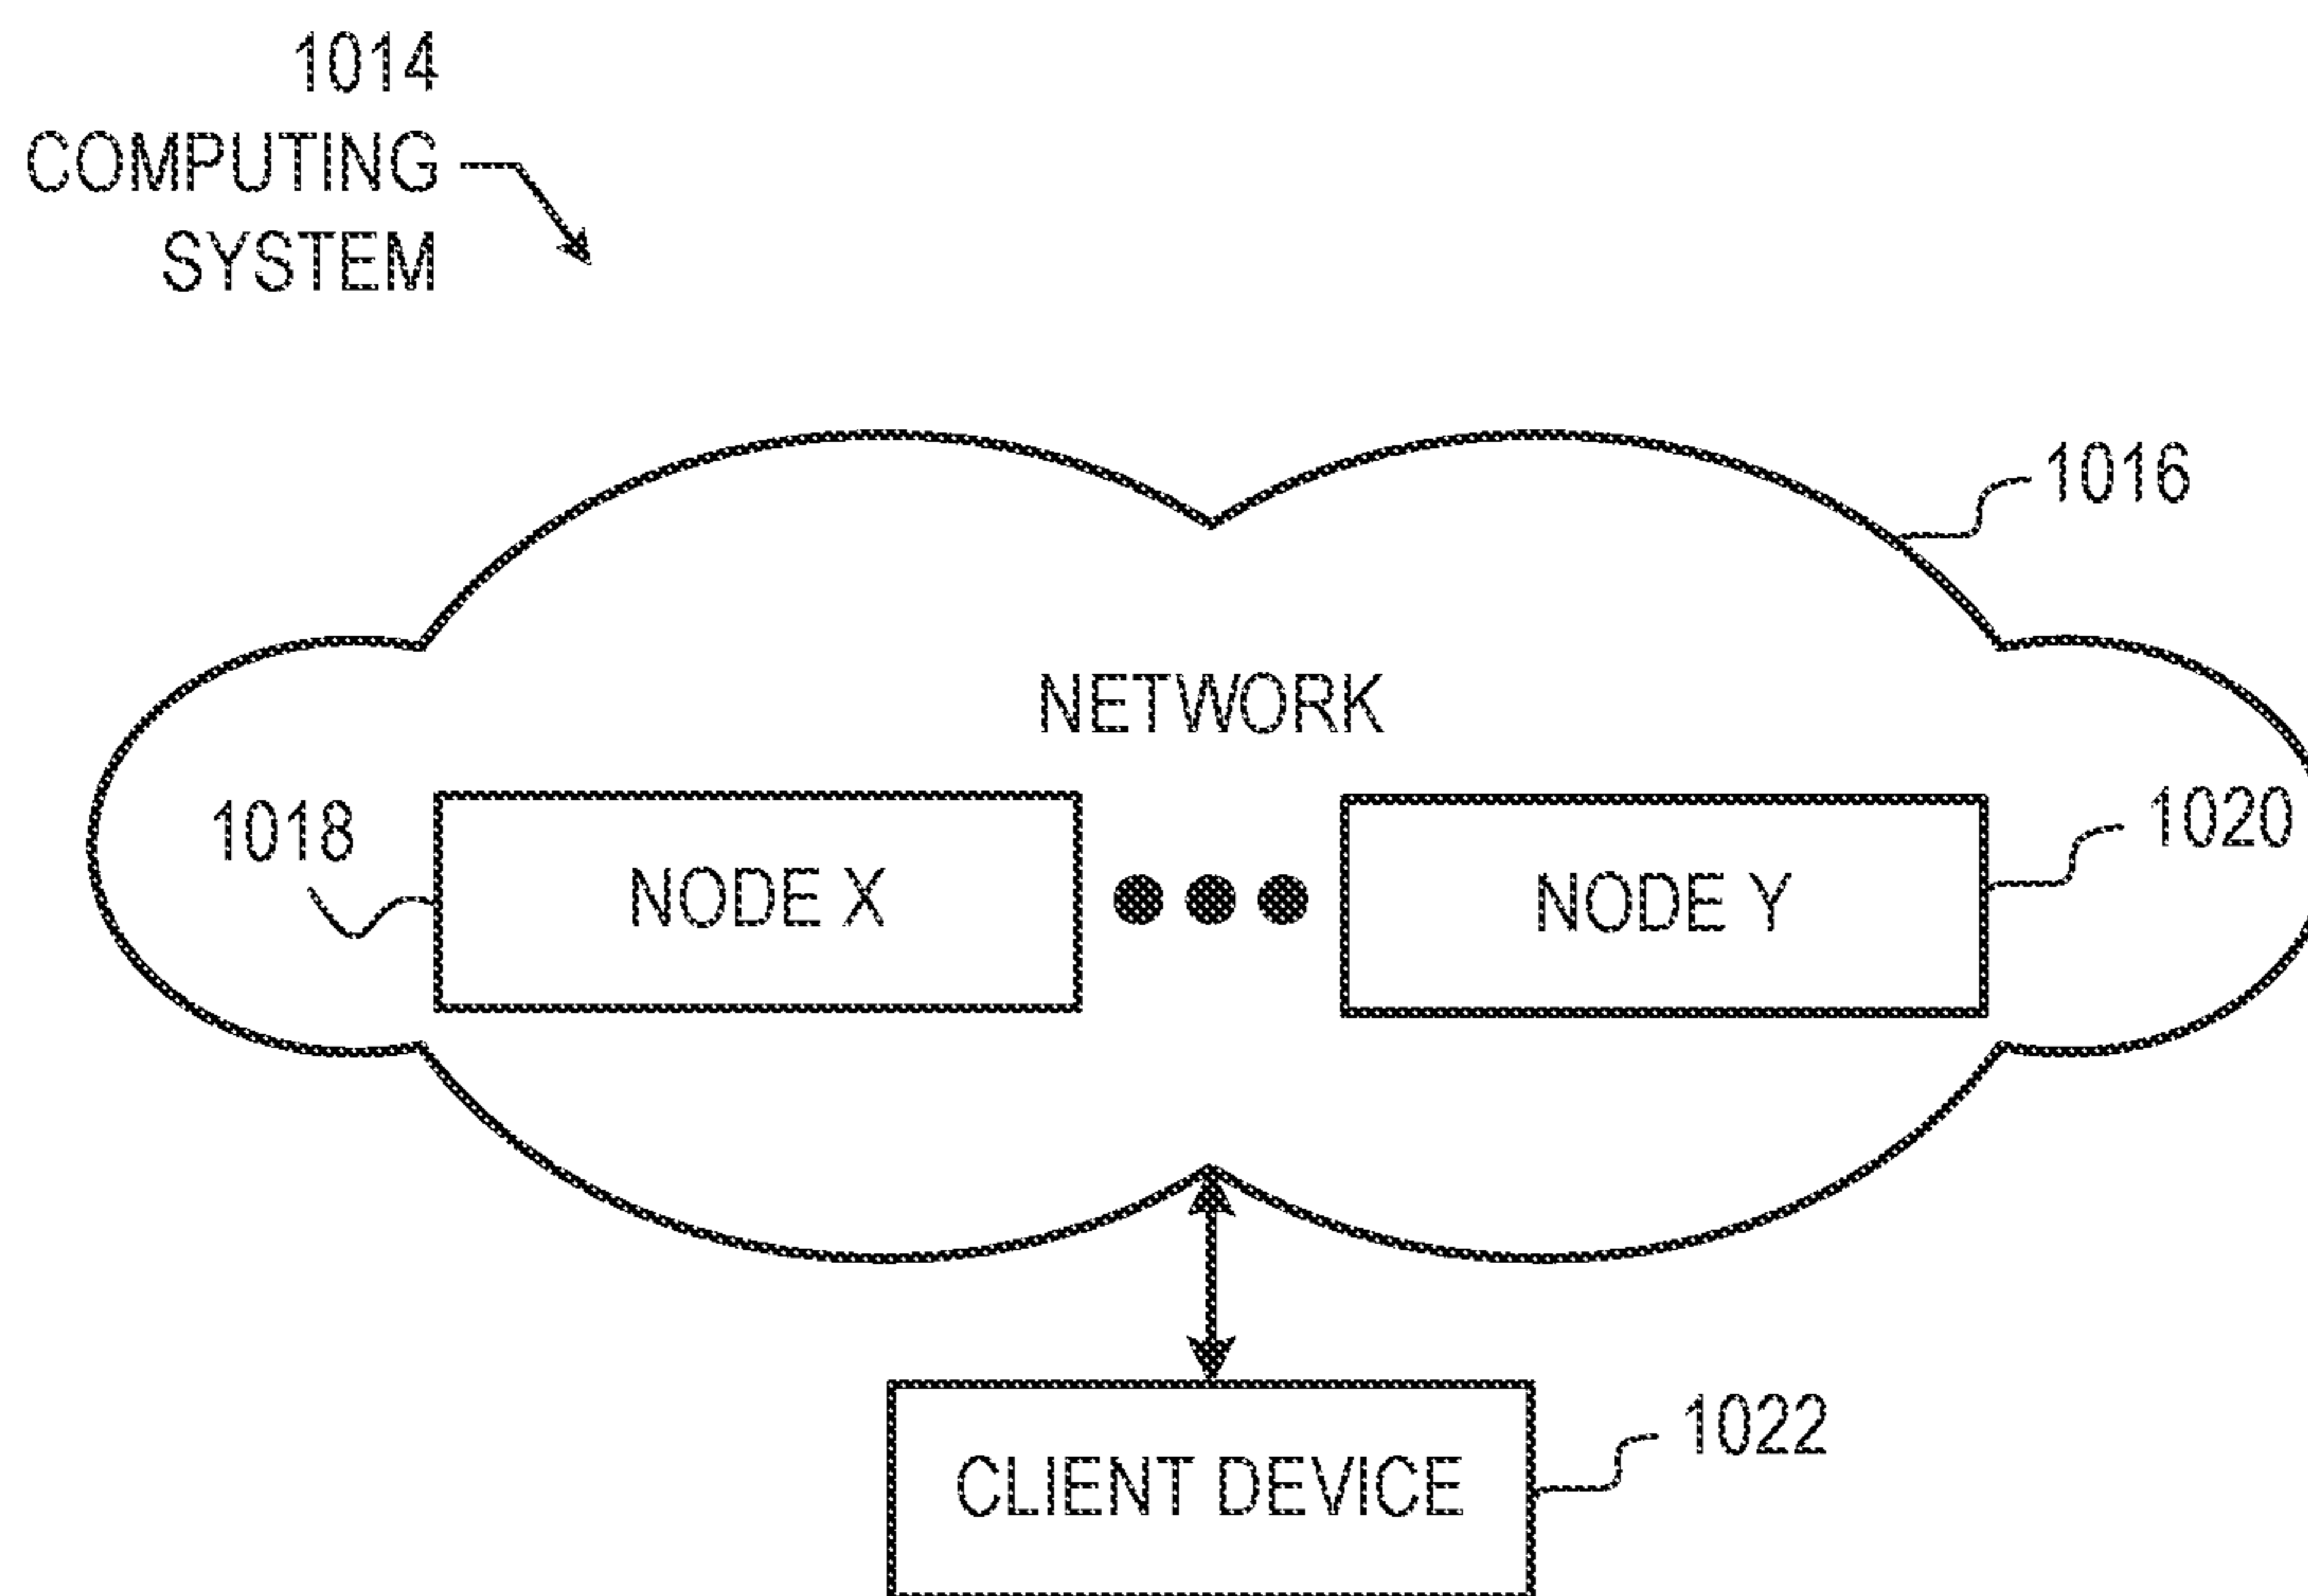 1014
COMPUTING
SYSTEM
1016
NETWORK
1018
NODE X
NODE Y
1020
CLIENT DEVICE
1022